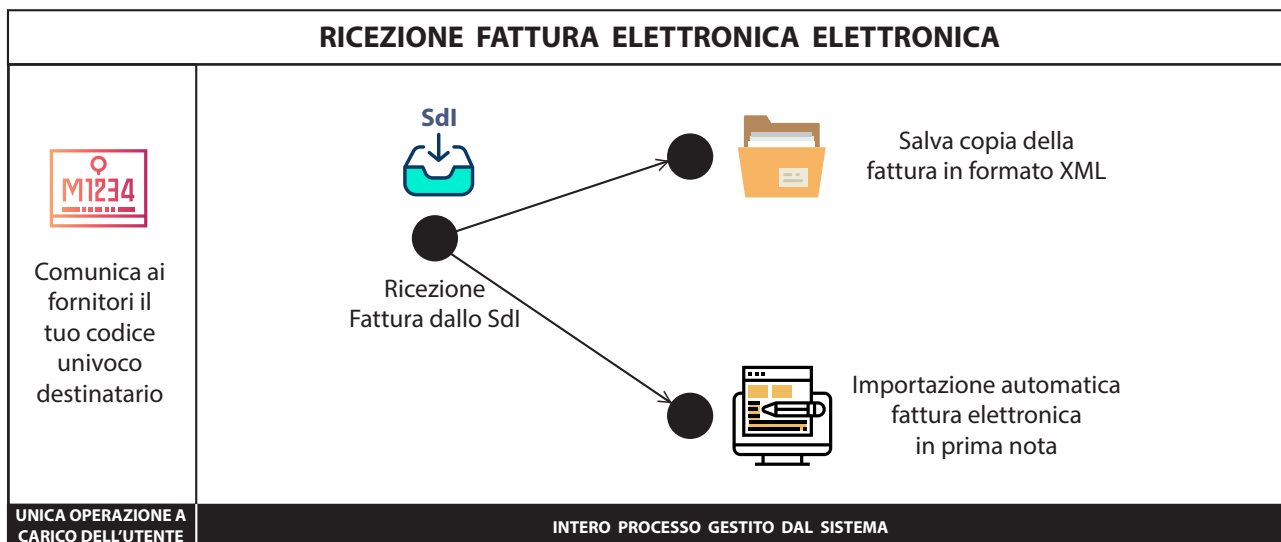 RICEZIONE FATTURA ELETTRONICA ELETTRONICA
M1234
Comunica ai
fornitori il
tuo codice
univoco
destinatario
SdI
Ricezione
Fattura dallo SdI
Salva copia della
fattura in formato XML
Importazione automatica
fattura elettronica
in prima nota
UNICA OPERAZIONE A
CARICO DELL'UTENTE
INTERO PROCESSO GESTITO DAL SISTEMA